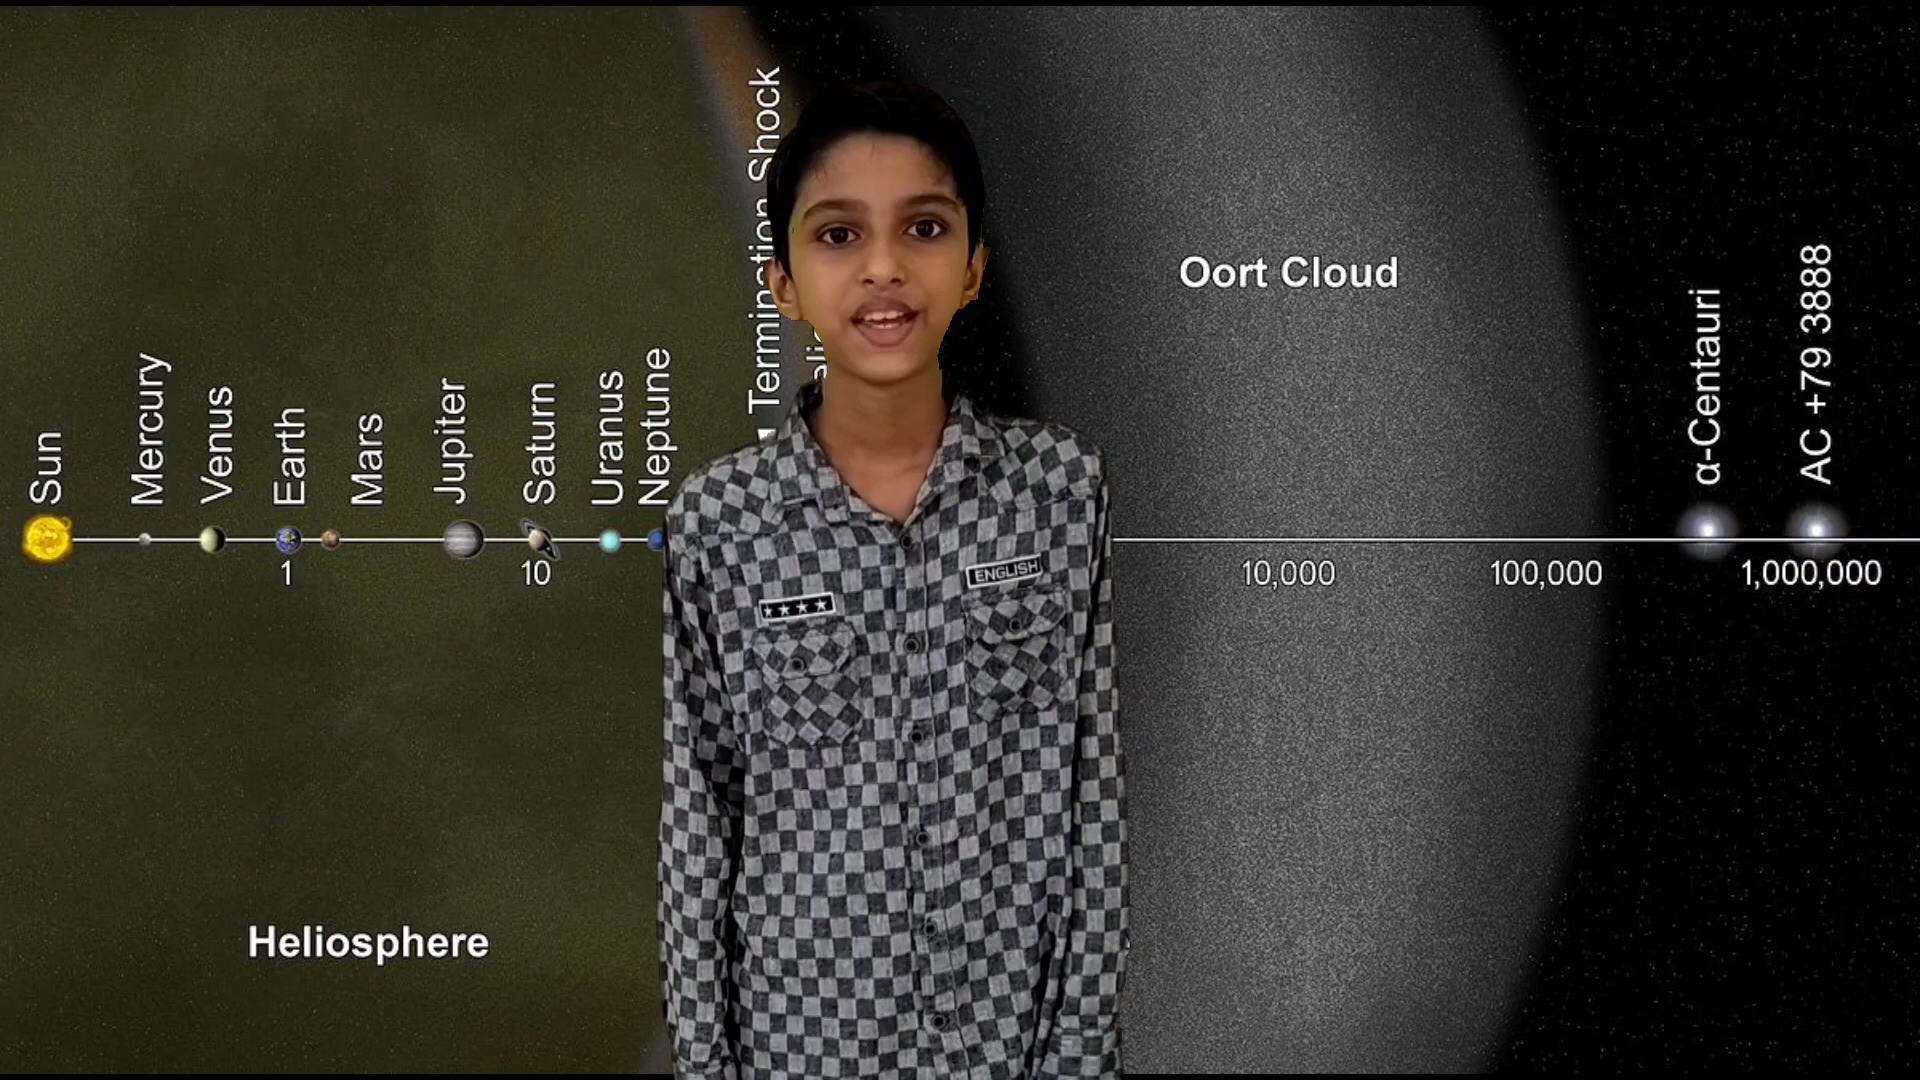 Sun
Mercury
Venus
Earth
Mars
Jupiter
Saturn
Uranus
Neptune
Termination Shock
Oort Cloud
α-Centauri
AC +79 3888
1
10
10,000
100,000
1,000,000
ENGLISH
Heliosphere